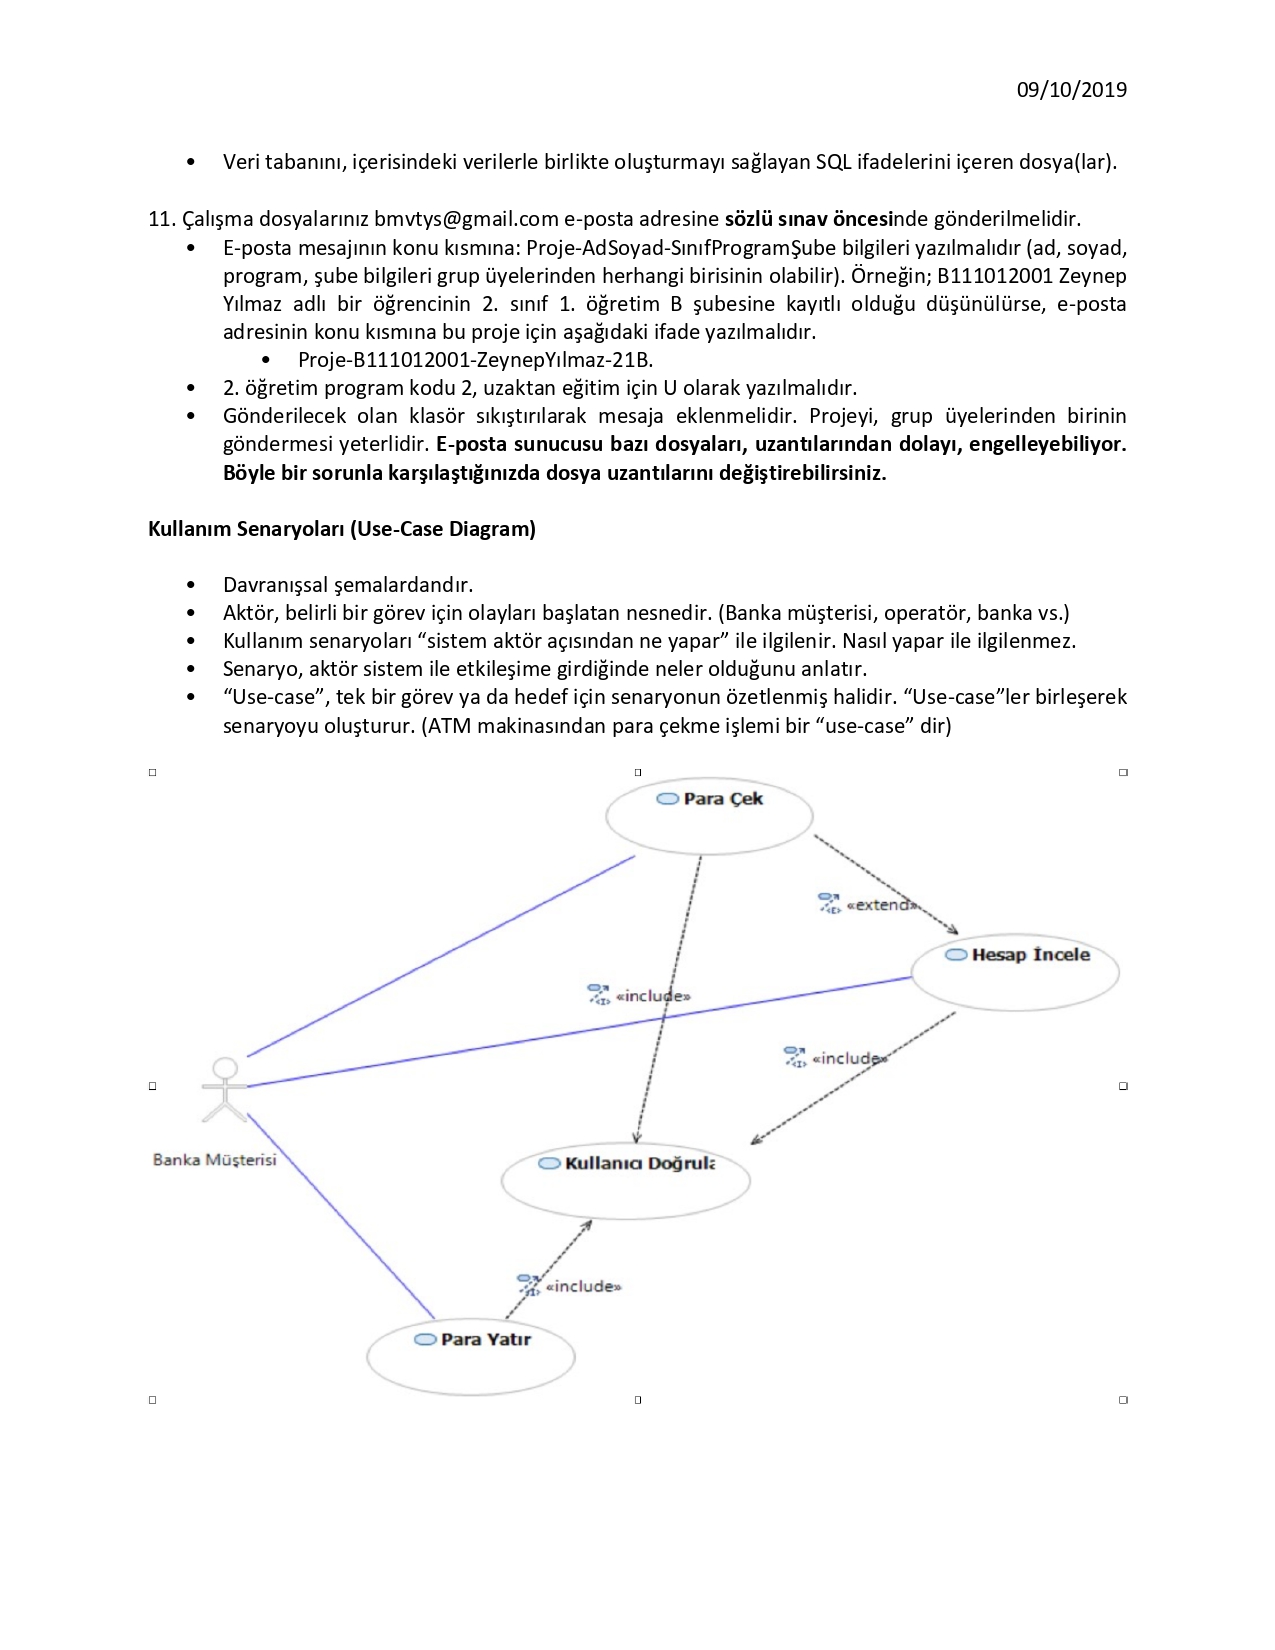 09/10/2019
• Veri tabanını, içerisindeki verilerle birlikte oluşturmayı sağlayan SQL ifadelerini içeren dosya(lar).
11. Çalışma dosyalarınız bmvtys@gmail.com e-posta adresine sözlü sınav öncesinde gönderilmelidir.
• E-posta mesajının konu kısmına: Proje-AdSoyad-SınıfProgramŞube bilgileri yazılmalıdır (ad, soyad,
program, şube bilgileri grup üyelerinden herhangi birisinin olabilir). Örneğin; B111012001 Zeynep
Yılmaz adlı bir öğrencinin 2. sınıf 1. öğretim B şubesine kayıtlı olduğu düşünülürse, e-posta
adresinin konu kısmına bu proje için aşağıdaki ifade yazılmalıdır.
• Proje-B111012001-ZeynepYılmaz-21B.
• 2. öğretim program kodu 2, uzaktan eğitim için U olarak yazılmalıdır.
• Gönderilecek olan klasör sıkıştırılarak mesaja eklenmelidir. Projeyi, grup üyelerinden birinin
göndermesi yeterlidir. E-posta sunucusu bazı dosyaları, uzantılarından dolayı, engelleyebiliyor.
Böyle bir sorunla karşılaştığınızda dosya uzantılarını değiştirebilirsiniz.
Kullanım Senaryoları (Use-Case Diagram)
• Davranışsal şemalardandır.
• Aktör, belirli bir görev için olayları başlatan nesnedir. (Banka müşterisi, operatör, banka vs.)
• Kullanım senaryoları “sistem aktör açısından ne yapar” ile ilgilenir. Nasıl yapar ile ilgilenmez.
• Senaryo, aktör sistem ile etkileşime girdiğinde neler olduğunu anlatır.
• “Use-case”, tek bir görev ya da hedef için senaryonun özetlenmiş halidir. “Use-case”ler birleşerek
senaryoyu oluşturur. (ATM makinasından para çekme işlemi bir “use-case” dir)
Para Çek
«extend»
Hesap İncele
«include»
«include»
Banka Müşterisi
Kullanıcı Doğrula
«include»
Para Yatır